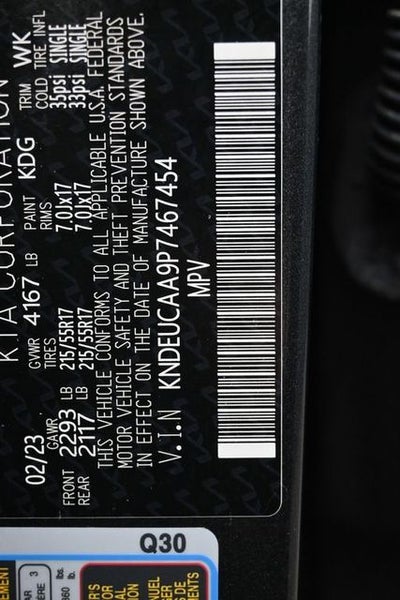 KIA CORPORATION
02/23 GVWR 4167 LB PAINT KDG TRIM WK
GAWR TIRES RIMS COLD TIRE INFL
FRONT 2293 LB 215/55R17 7.0Jx17 35psi SINGLE
REAR 2117 LB 215/55R17 7.0Jx17 33psi SINGLE
THIS VEHICLE CONFORMS TO ALL APPLICABLE U.S.A. FEDERAL
MOTOR VEHICLE SAFETY AND THEFT PREVENTION STANDARDS
IN EFFECT ON THE DATE OF MANUFACTURE SHOWN ABOVE.
V.I.N KNDEUCAA9P7467454
MPV
Q30
3
lbs.
lb.